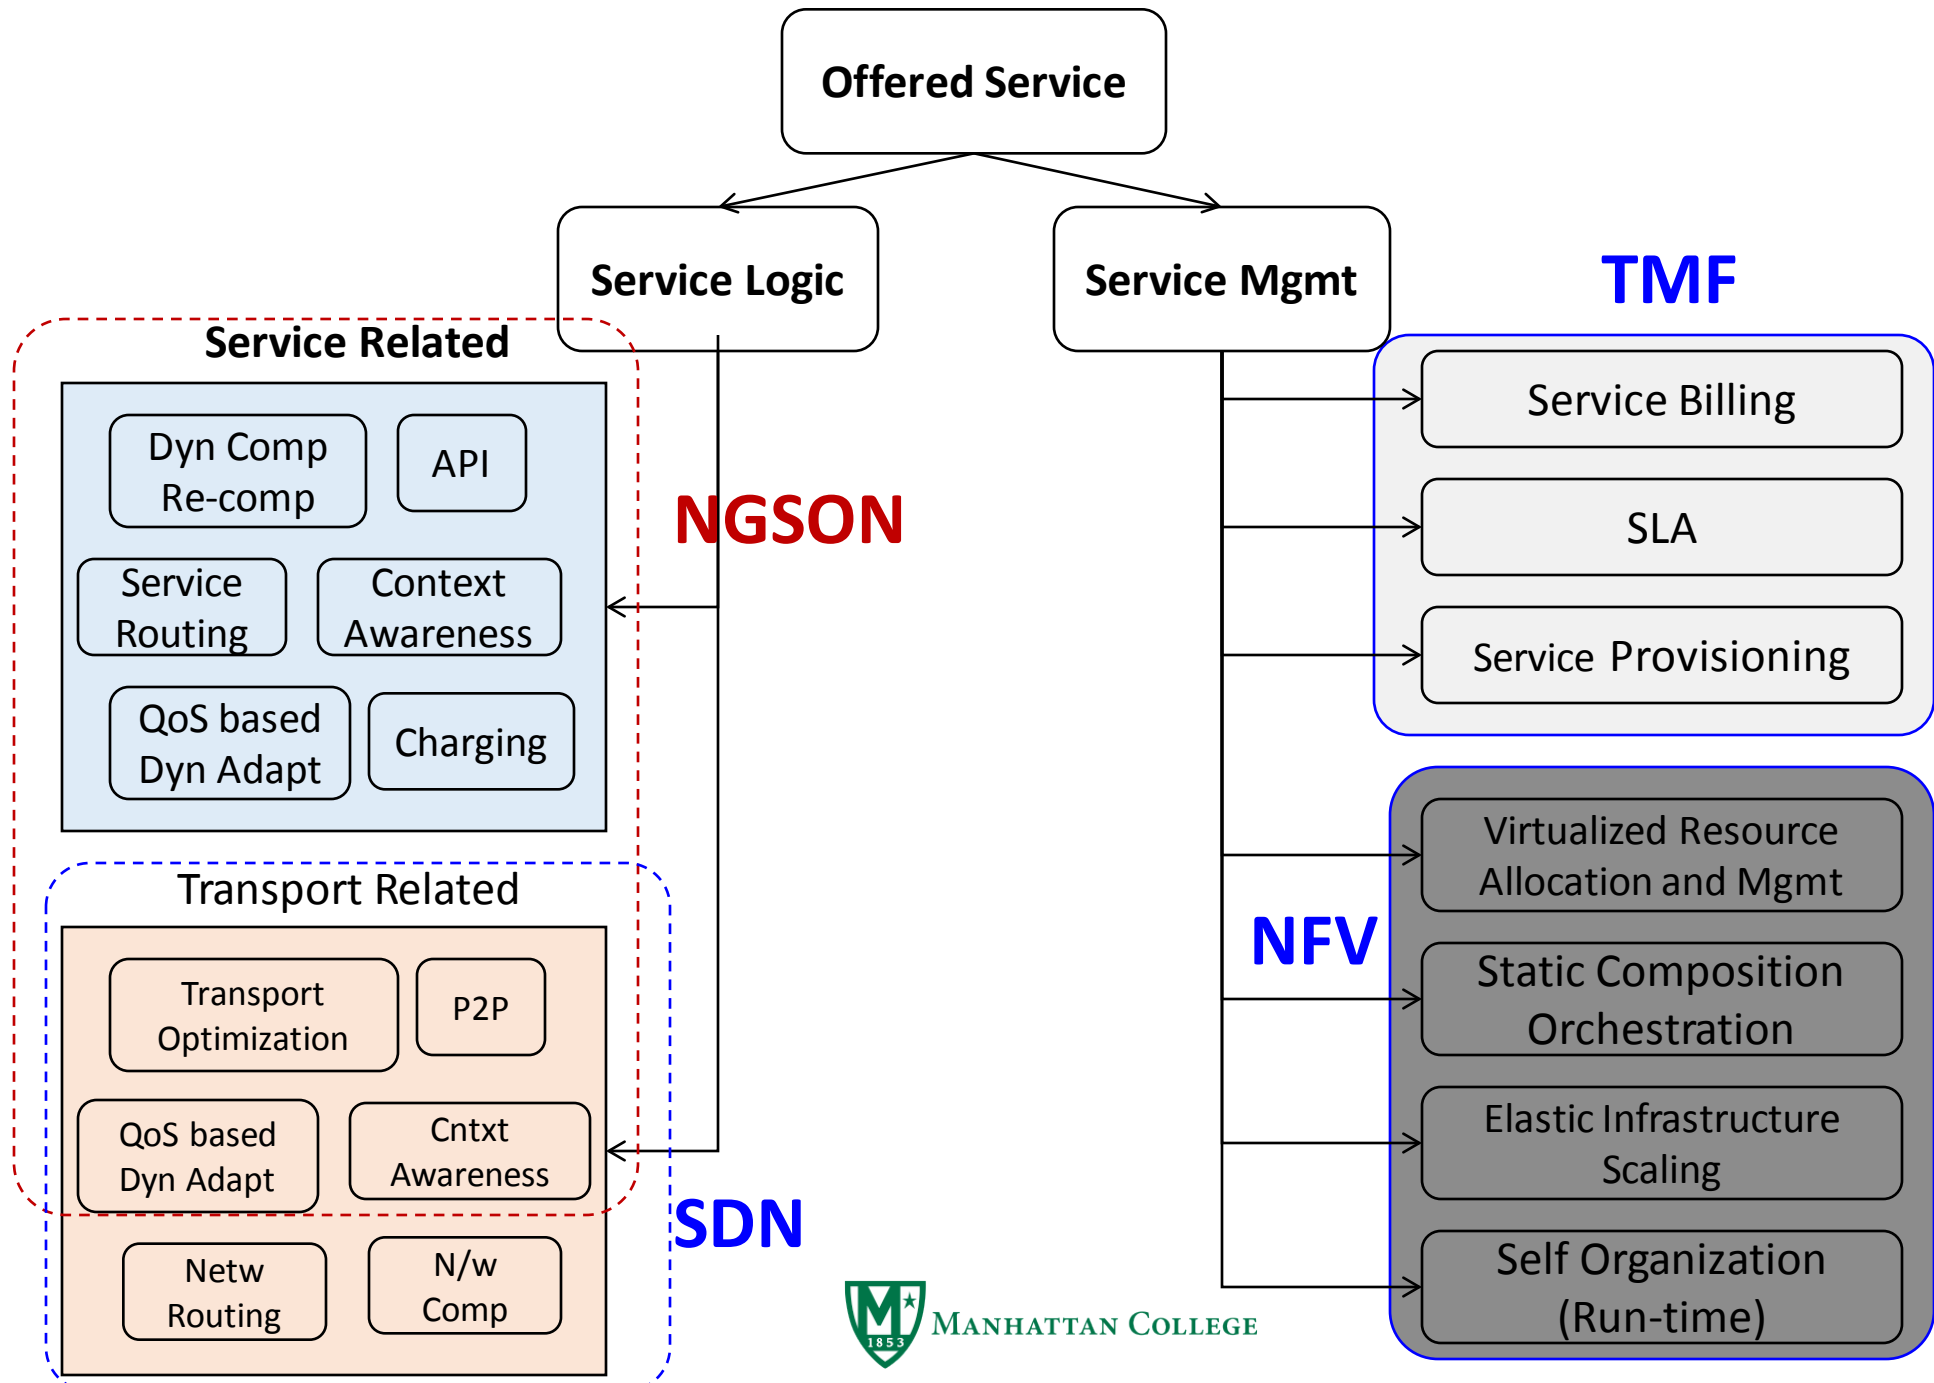 Offered Service
Service Logic
Service Mgmt
TMF
Service Related
Dyn Comp
Re-comp
API
Service
Routing
Context
Awareness
QoS based
Dyn Adapt
Charging
NGSON
Service Billing
SLA
Service Provisioning
Transport Related
Transport
Optimization
P2P
QoS based
Dyn Adapt
Cntxt
Awareness
Netw
Routing
N/w
Comp
SDN
NFV
Virtualized Resource
Allocation and Mgmt
Static Composition
Orchestration
Elastic Infrastructure
Scaling
Self Organization
(Run-time)
M
1853
MANHATTAN COLLEGE